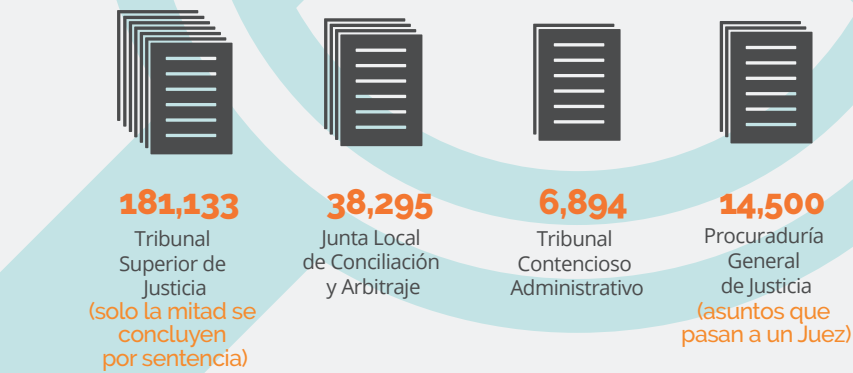 181,133
Tribunal
Superior de
Justicia
(solo la mitad se
concluyen
por sentencia)
38,295
Junta Local
de Conciliación
y Arbitraje
6,894
Tribunal
Contencioso
Administrativo
14,500
Procuraduría
General
de Justicia
(asuntos que
pasan a un Juez)